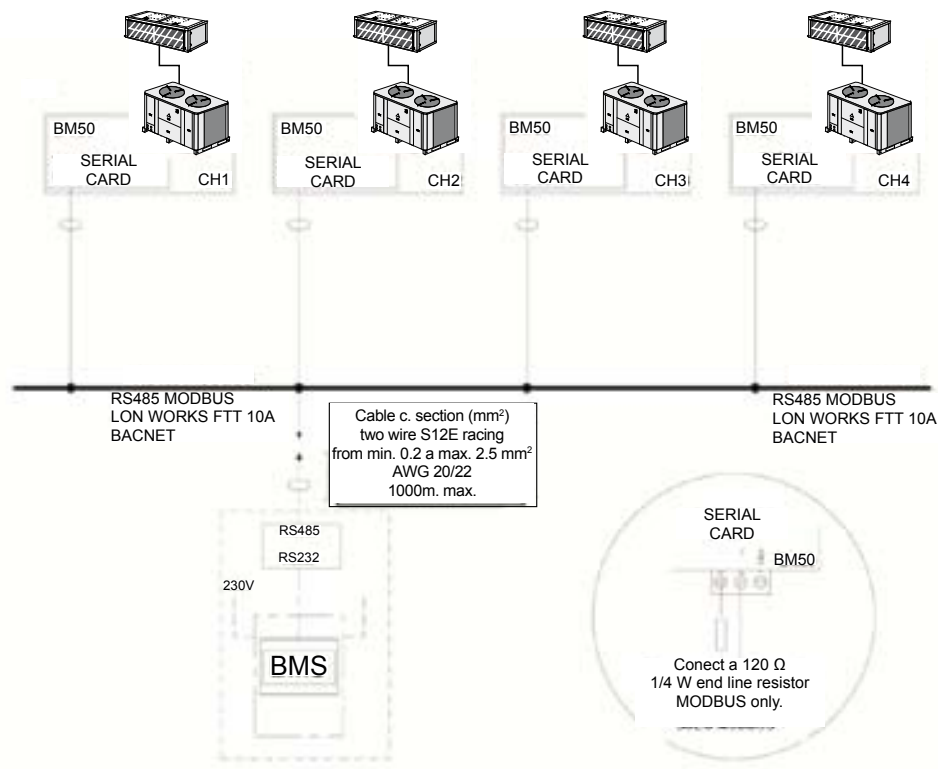 BM50
SERIAL
CARD
CH1
BM50
SERIAL
CARD
CH2
BM50
SERIAL
CARD
CH3
BM50
SERIAL
CARD
CH4
RS485 MODBUS
LON WORKS FTT 10A
BACNET
Cable c. section (mm²)
two wire S12E racing
from min. 0.2 a max. 2.5 mm²
AWG 20/22
1000m. max.
RS485 MODBUS
LON WORKS FTT 10A
BACNET
RS485
RS232
230V
BMS
SERIAL
CARD
BM50
Conect a 120 Ω
1/4 W end line resistor
MODBUS only.